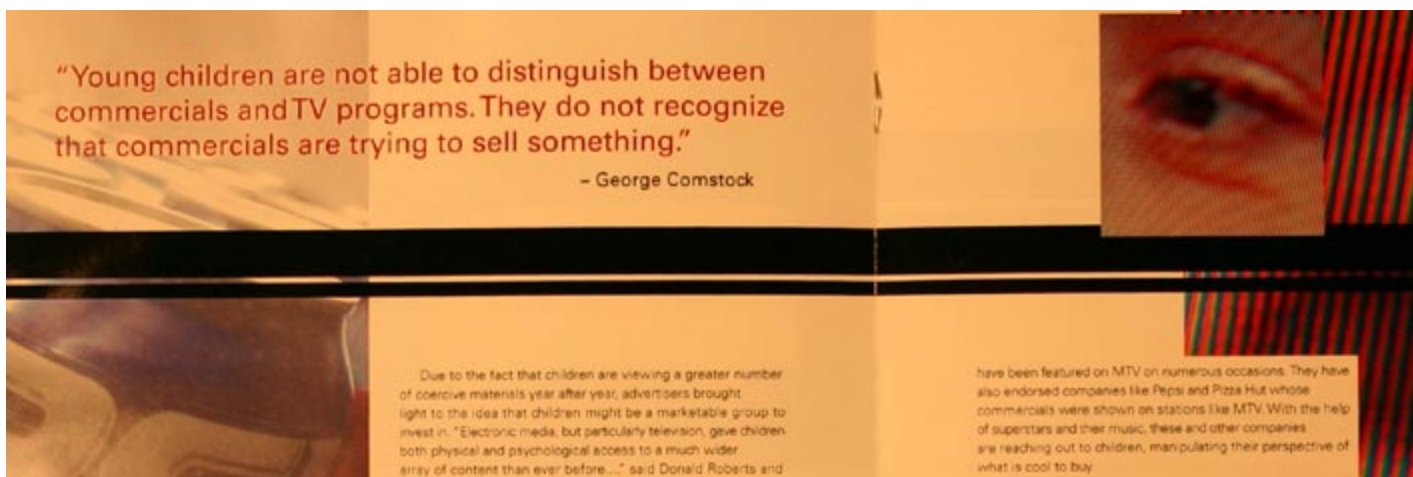 “Young children are not able to distinguish between
commercials and TV programs. They do not recognize
that commercials are trying to sell something.”
– George Comstock
Due to the fact that children are viewing a greater number
of coercive materials year after year, advertisers brought
light to the idea that children might be a marketable group to
invest in. “Electronic media, but particularly television, gave children
both physical and psychological access to a much wider
array of content than ever before...,” said Donald Roberts and
have been featured on MTV on numerous occasions. They have
also endorsed companies like Pepsi and Pizza Hut whose
commercials were shown on stations like MTV. With the help
of superstars and their music, these and other companies
are reaching out to children, manipulating their perspective of
what is cool to buy.